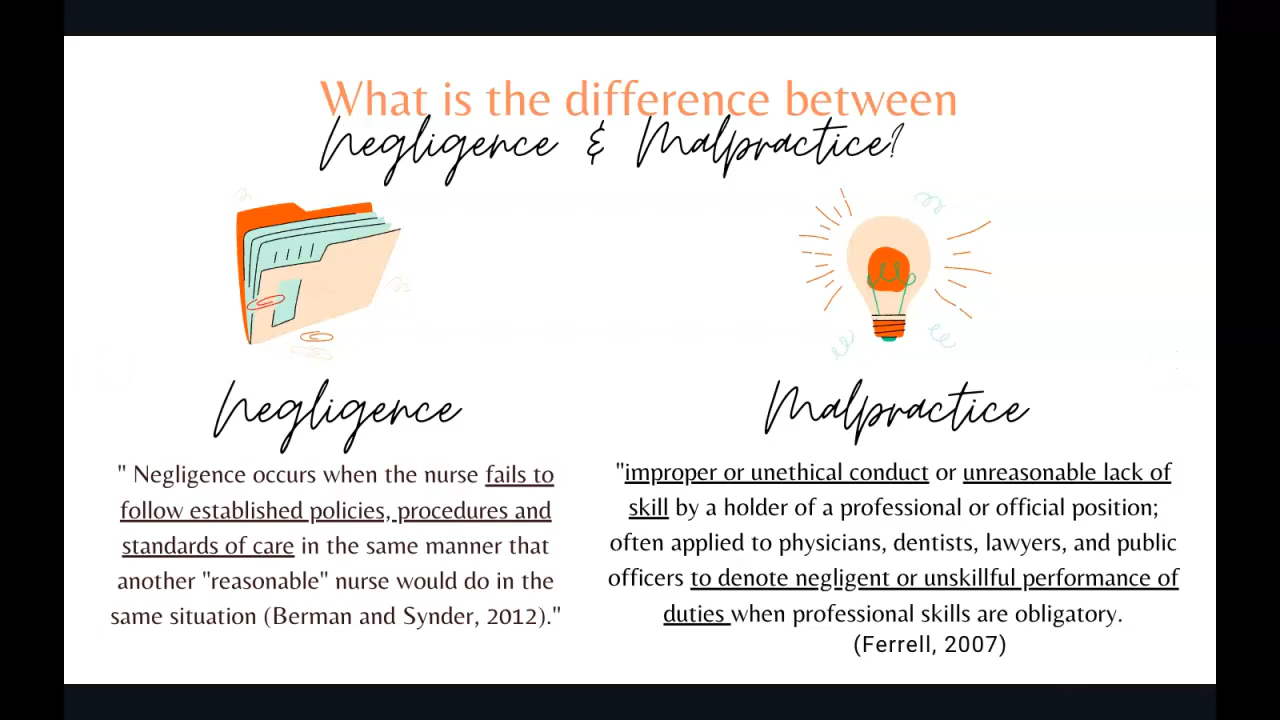 What is the difference between
Negligence & Malpractice?
Negligence
" Negligence occurs when the nurse fails to
follow established policies, procedures and
standards of care in the same manner that
another "reasonable" nurse would do in the
same situation (Berman and Synder, 2012)."
Malpractice
"improper or unethical conduct or unreasonable lack of
skill by a holder of a professional or official position;
often applied to physicians, dentists, lawyers, and public
officers to denote negligent or unskillful performance of
duties when professional skills are obligatory.
(Ferrell, 2007)